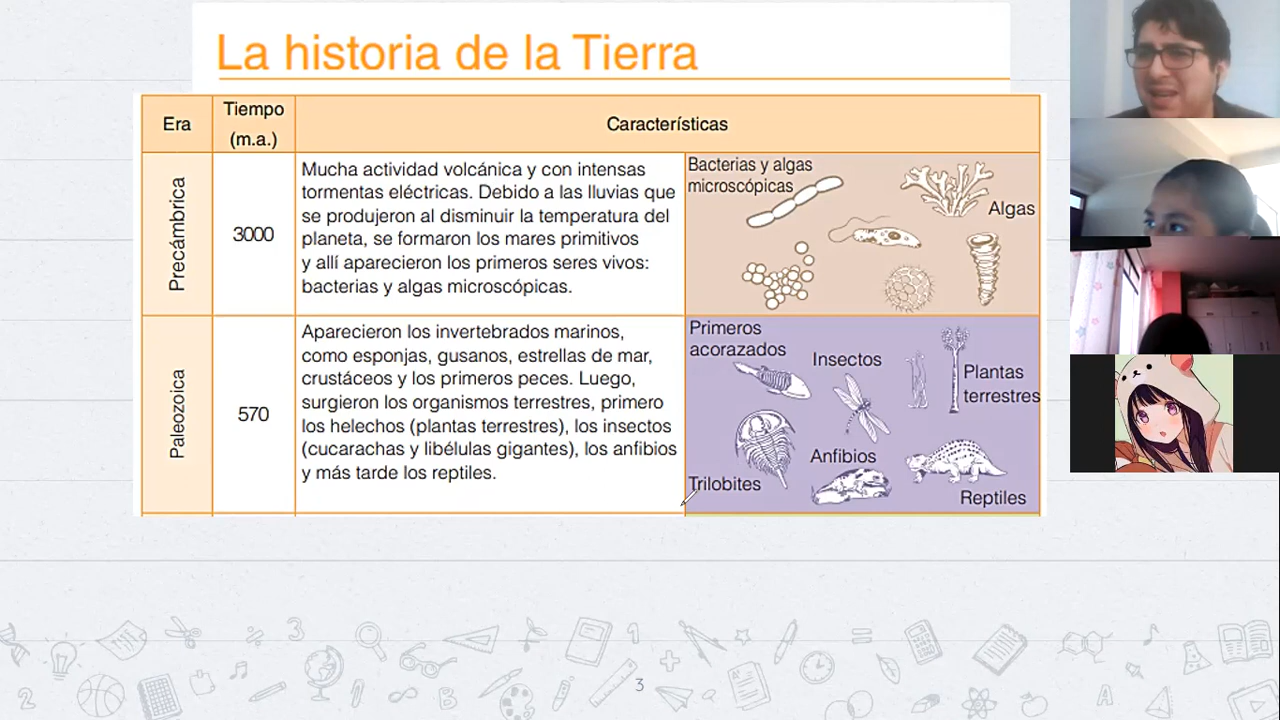 La historia de la Tierra
Era
Tiempo
(m.a.)
Características
Precámbrica
3000
Mucha actividad volcánica y con intensas
tormentas eléctricas. Debido a las lluvias que
se produjeron al disminuir la temperatura del
planeta, se formaron los mares primitivos
y allí aparecieron los primeros seres vivos:
bacterias y algas microscópicas.
Bacterias y algas
microscópicas
Algas
Paleozoica
570
Aparecieron los invertebrados marinos,
como esponjas, gusanos, estrellas de mar,
crustáceos y los primeros peces. Luego,
surgieron los organismos terrestres, primero
los helechos (plantas terrestres), los insectos
(cucarachas y libélulas gigantes), los anfibios
y más tarde los reptiles.
Primeros
acorazados
Insectos
Plantas
terrestres
Anfibios
Trilobites
Reptiles
3